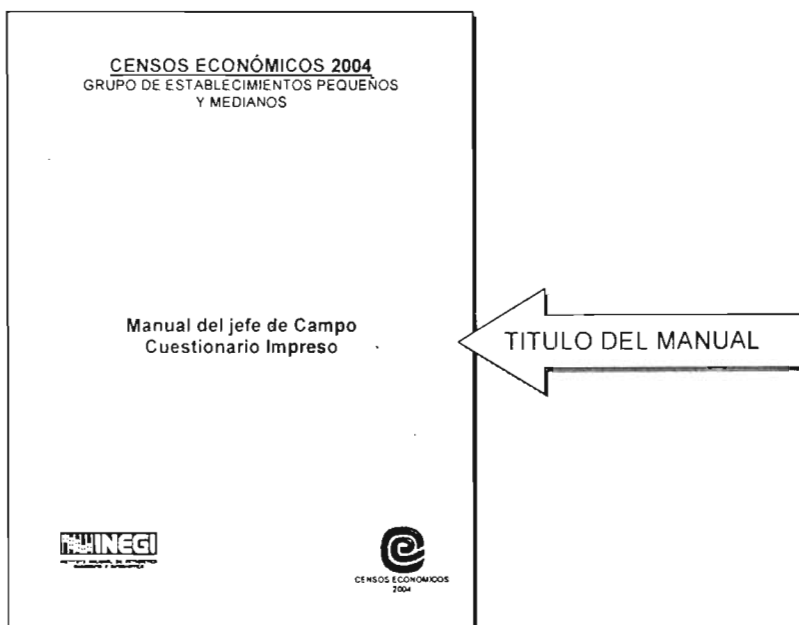 CENSOS ECONÓMICOS 2004
GRUPO DE ESTABLECIMIENTOS PEQUEÑOS
Y MEDIANOS
Manual del jefe de Campo
Cuestionario Impreso
TITULO DEL MANUAL
INEGI
CENSOS ECONOMICOS
2004